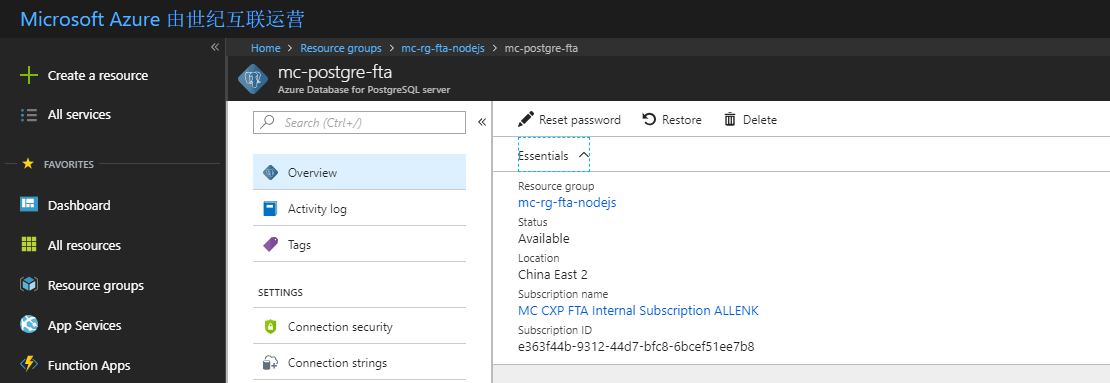 Microsoft Azure 由世纪互联运营
«
Home > Resource groups > mc-rg-fta-nodejs > mc-postgre-fta
mc-postgre-fta
Azure Database for PostgreSQL server
Create a resource
All services
FAVORITES
Dashboard
All resources
Resource groups
App Services
Function Apps
Search (Ctrl+/)
«
Overview
Activity log
Tags
SETTINGS
Connection security
Connection strings
Reset password Restore Delete
Essentials
Resource group
mc-rg-fta-nodejs
Status
Available
Location
China East 2
Subscription name
MC CXP FTA Internal Subscription ALLENK
Subscription ID
e363f44b-9312-44d7-bfc8-6bcef51ee7b8